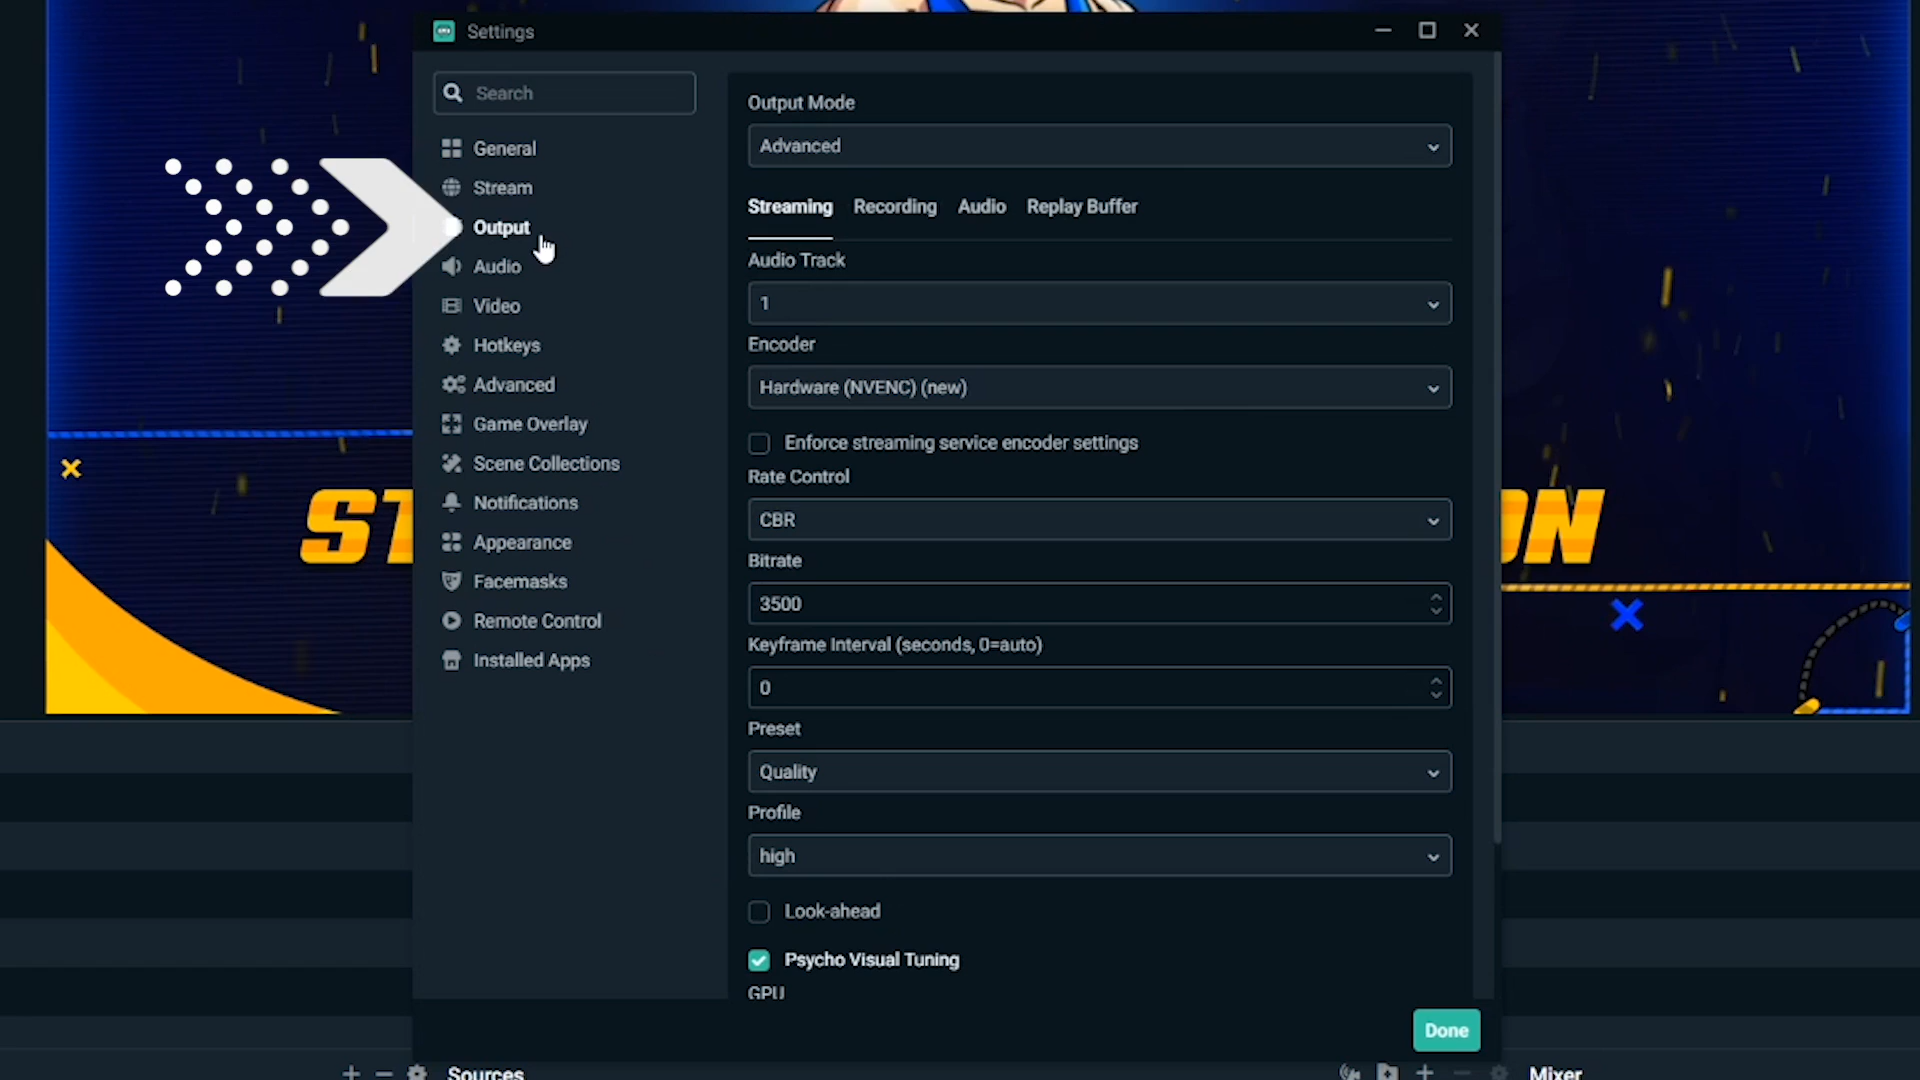 Settings
Search
General
Stream
Output
Audio
Video
Hotkeys
Advanced
Game Overlay
Scene Collections
Notifications
Appearance
Facemasks
Remote Control
Installed Apps
Output Mode
Advanced
Streaming Recording Audio Replay Buffer
Audio Track
1
Encoder
Hardware (NVENC) (new)
Enforce streaming service encoder settings
Rate Control
CBR
Bitrate
3500
Keyframe Interval (seconds, 0=auto)
0
Preset
Quality
Profile
high
Look-ahead
Psycho Visual Tuning
GPU
Done
ST
ON
Sources
Mixer